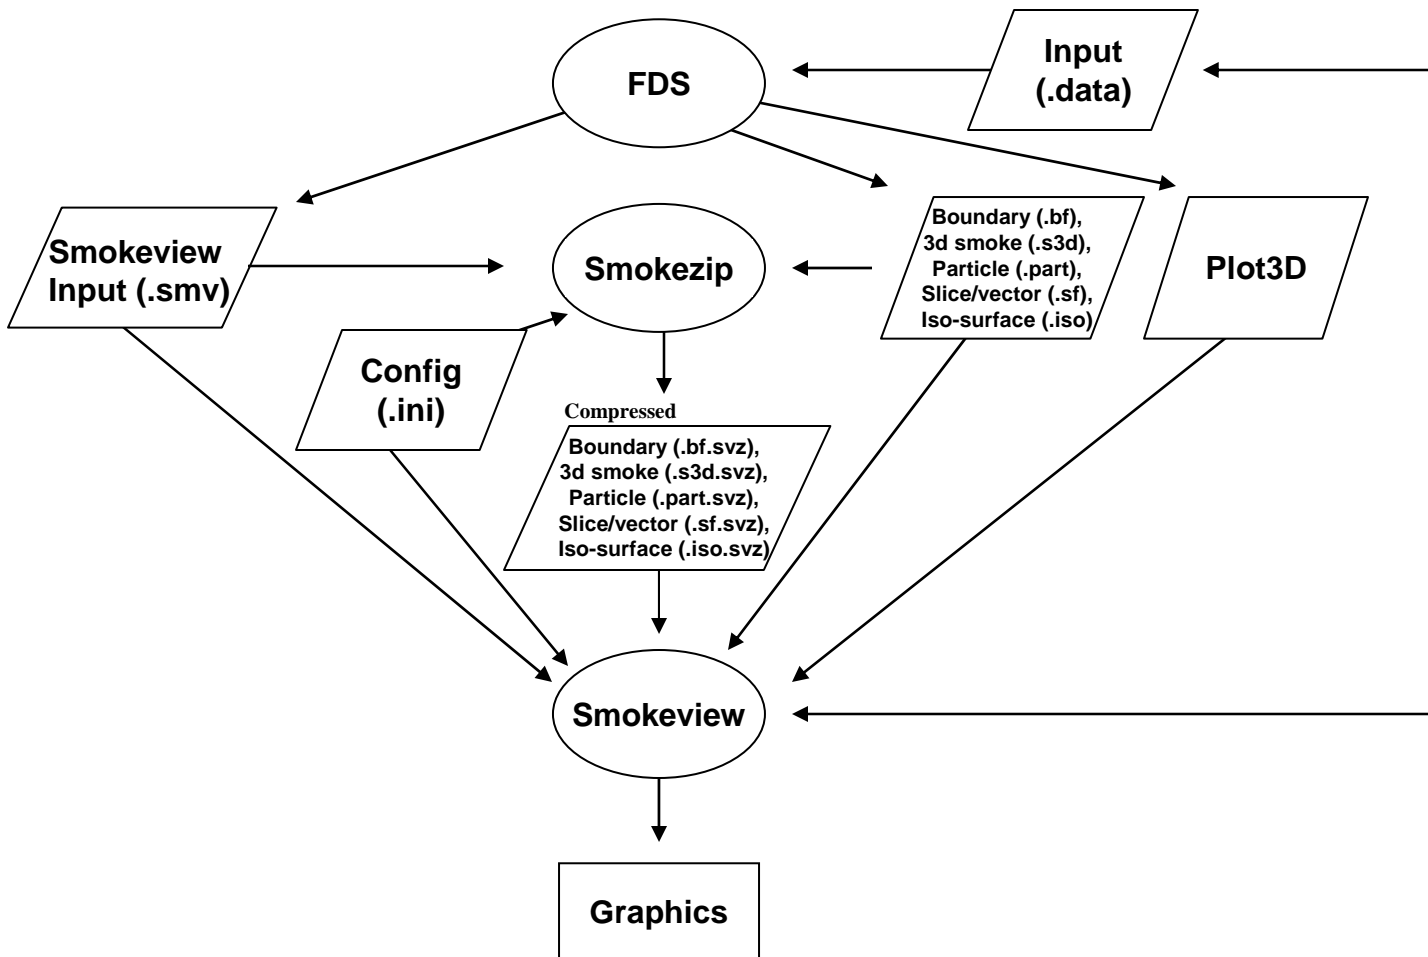 FDS
Input
(.data)
Smokeview
Input (.smv)
Smokezip
Boundary (.bf),
3d smoke (.s3d),
Particle (.part),
Slice/vector (.sf),
Iso-surface (.iso)
Plot3D
Config
(.ini)
Compressed
Boundary (.bf.svz),
3d smoke (.s3d.svz),
Particle (.part.svz),
Slice/vector (.sf.svz),
Iso-surface (.iso.svz)
Smokeview
Graphics